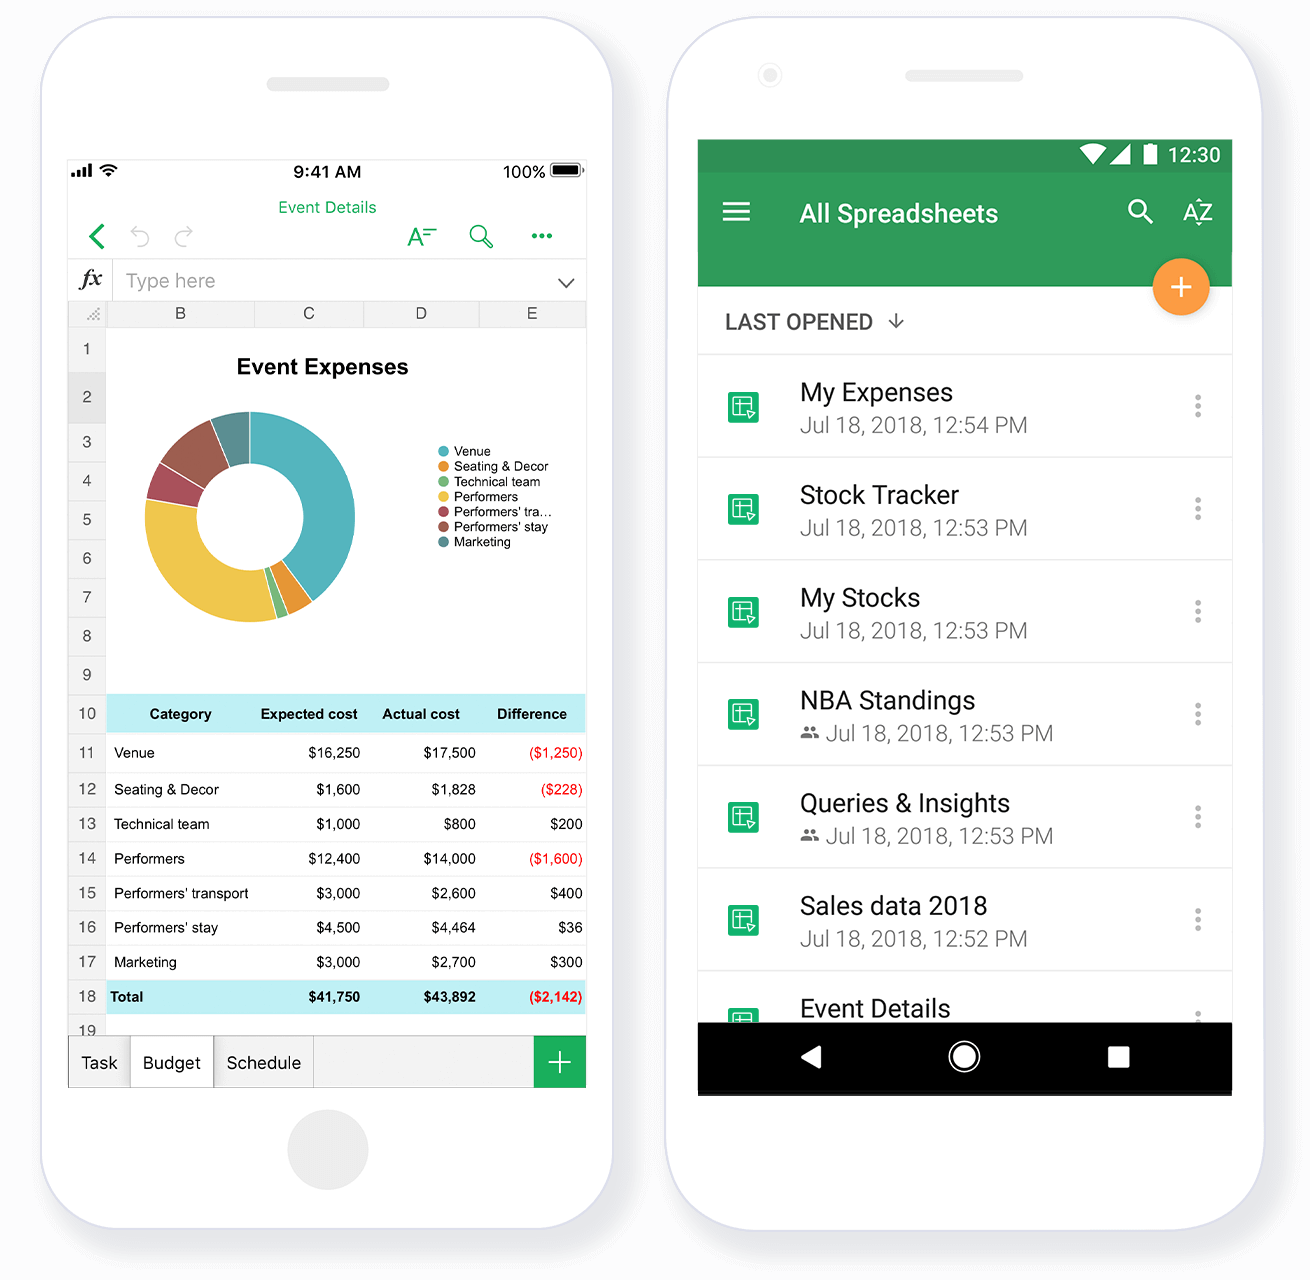 9:41 AM 100%
Event Details
A
fx Type here
B C D E
1
Event Expenses
2
3
4
5
6
7
8
9
Venue
Seating & Decor
Technical team
Performers
Performers' tra...
Performers' stay
Marketing
10 Category Expected cost Actual cost Difference
11 Venue $16,250 $17,500 ($1,250)
12 Seating & Decor $1,600 $1,828 ($228)
13 Technical team $1,000 $800 $200
14 Performers $12,400 $14,000 ($1,600)
15 Performers' transport $3,000 $2,600 $400
16 Performers' stay $4,500 $4,464 $36
17 Marketing $3,000 $2,700 $300
18 Total $41,750 $43,892 ($2,142)
19
Task Budget Schedule
12:30
All Spreadsheets AZ
LAST OPENED
My Expenses
Jul 18, 2018, 12:54 PM
Stock Tracker
Jul 18, 2018, 12:53 PM
My Stocks
Jul 18, 2018, 12:53 PM
NBA Standings
Jul 18, 2018, 12:53 PM
Queries & Insights
Jul 18, 2018, 12:53 PM
Sales data 2018
Jul 18, 2018, 12:52 PM
Event Details